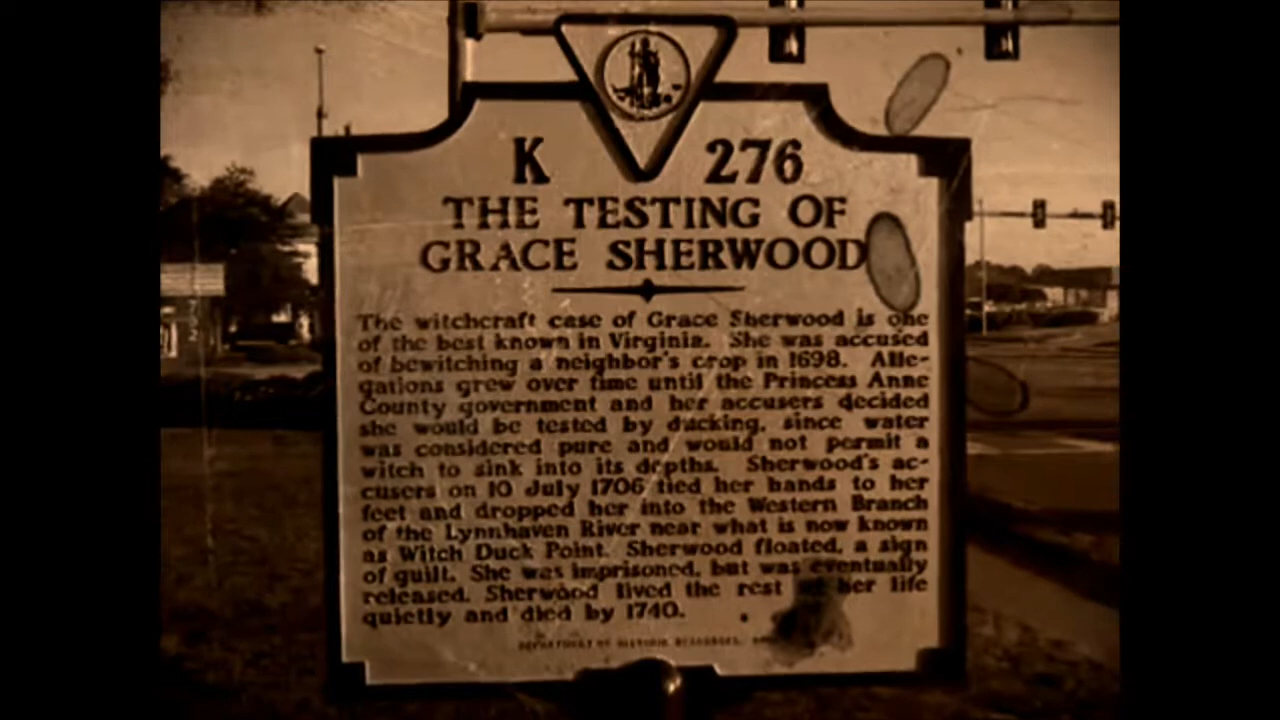 K 276
THE TESTING OF
GRACE SHERWOOD
The witchcraft case of Grace Sherwood is one
of the best known in Virginia. She was accused
of bewitching a neighbor's crop in 1698. Alle-
gations grew over time until the Princess Anne
County government and her accusers decided
she would be tested by ducking, since water
was considered pure and would not permit a
witch to sink into its depths. Sherwood's ac-
cusers on 10 July 1706 tied her hands to her
feet and dropped her into the Western Branch
of the Lynnhaven River near what is now known
as Witch Duck Point. Sherwood floated, a sign
of guilt. She was imprisoned, but was eventually
released. Sherwood lived the rest her life
quietly and died by 1740.
DEPARTMENT OF HISTORIC RESOURCES,